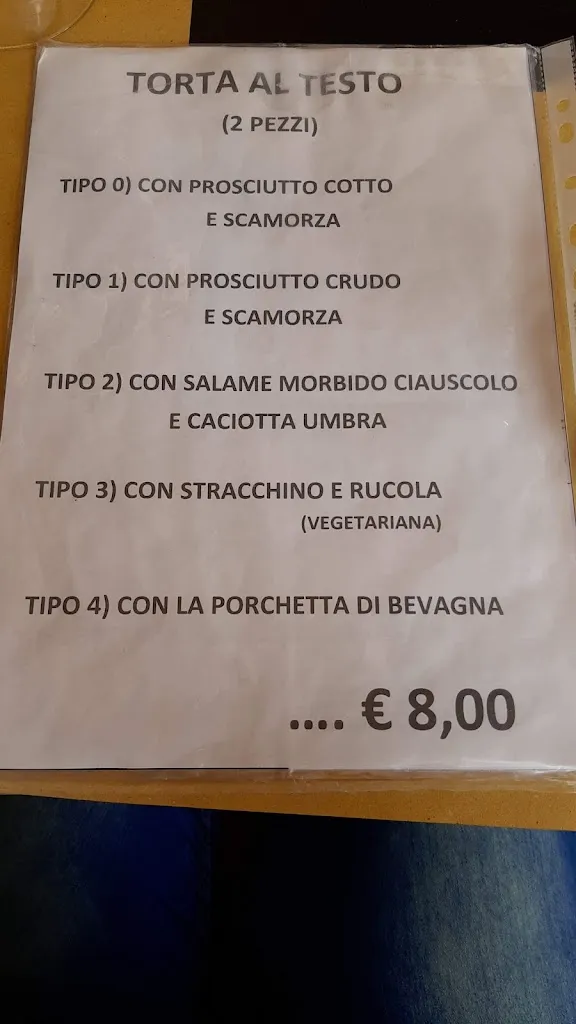 TORTA AL TESTO
(2 PEZZI)
TIPO 0) CON PROSCIUTTO COTTO
E SCAMORZA
TIPO 1) CON PROSCIUTTO CRUDO
E SCAMORZA
TIPO 2) CON SALAME MORBIDO CIAUSCOLO
E CACIOTTA UMBRA
TIPO 3) CON STRACCHINO E RUCOLA
(VEGETARIANA)
TIPO 4) CON LA PORCHETTA DI BEVAGNA
.... € 8,00